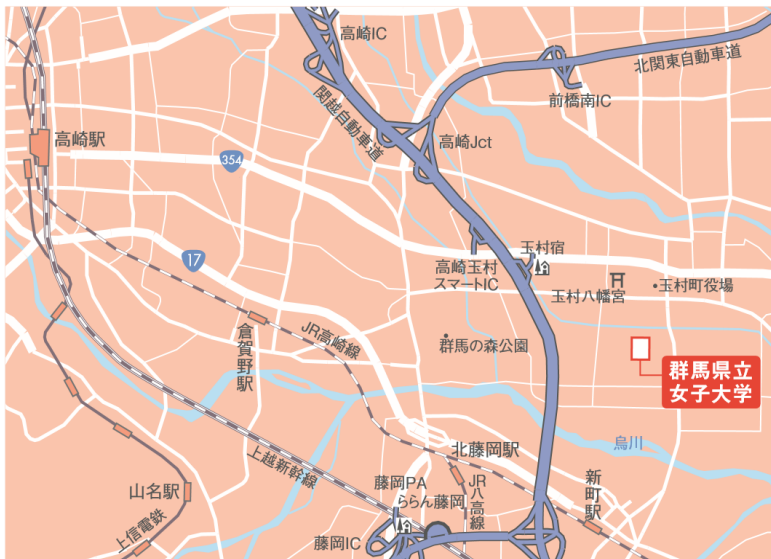 高崎IC
北関東自動車道
前橋南IC
関越自動車道
高崎駅
高崎Jct
354
玉村宿
17
高崎玉村
スマートIC
玉村八幡宮
玉村町役場
JR高崎線
群馬の森公園
倉賀野駅
群馬県立
女子大学
烏川
北藤岡駅
上越新幹線
藤岡PA
ららん藤岡
JR八高線
新町駅
山名駅
上信電鉄
藤岡IC